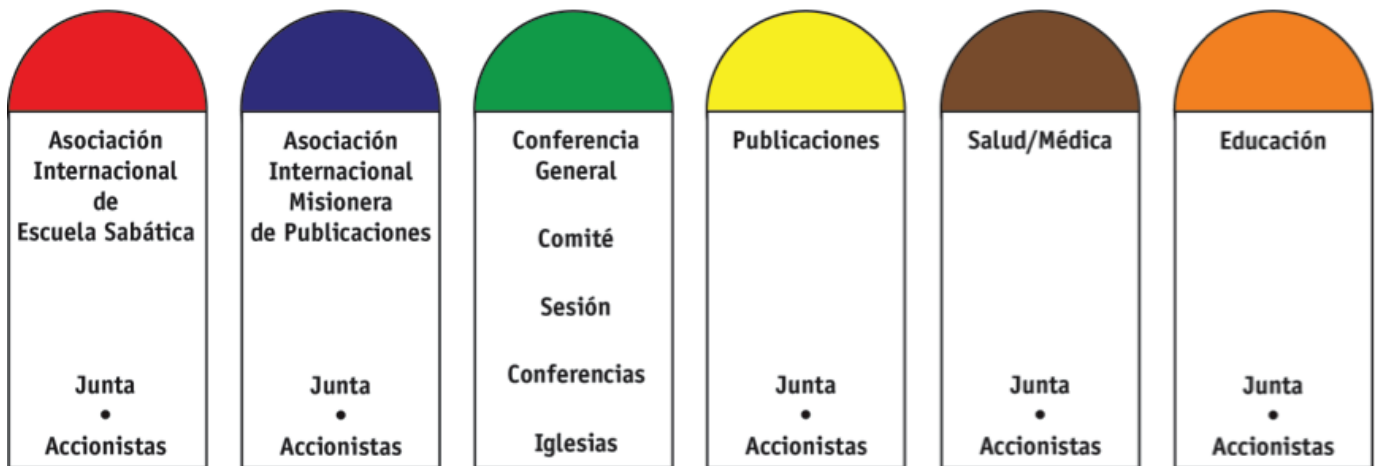 Asociación
Internacional
de
Escuela Sabática
Junta
•
Accionistas
Asociación
Internacional
Misionera
de Publicaciones
Junta
•
Accionistas
Conferencia
General
Comité
Sesión
Conferencias
Iglesias
Publicaciones
Junta
•
Accionistas
Salud/Médica
Junta
•
Accionistas
Educación
Junta
•
Accionistas